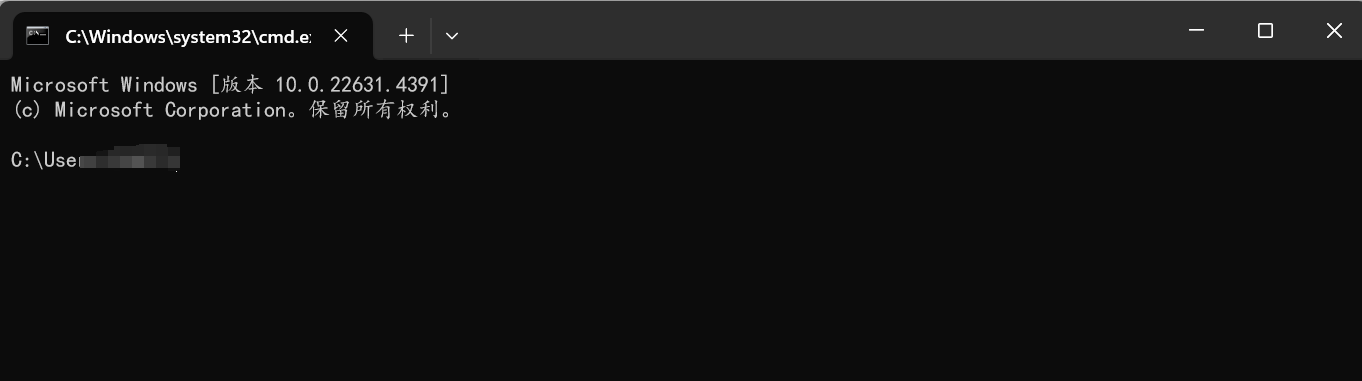 C:\Windows\system32\cmd.e
Microsoft Windows [版本 10.0.22631.4391]
(c) Microsoft Corporation。保留所有权利。
C:\User